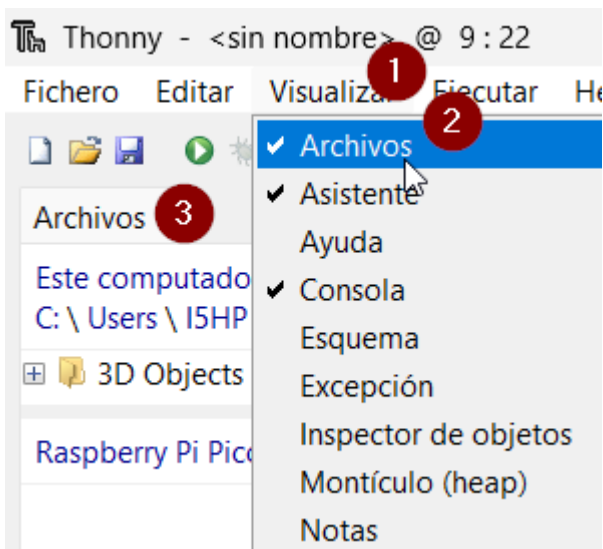 Thonny - <sin nombre> @ 9 : 22
Fichero Editar Visualizar Ejecutar He
1
2
Archivos
Asistente
Ayuda
Consola
Esquema
Excepción
Inspector de objetos
Montículo (heap)
Notas
Archivos 3
Este computado
C: \ Users \ I5HP
3D Objects
Raspberry Pi Pico